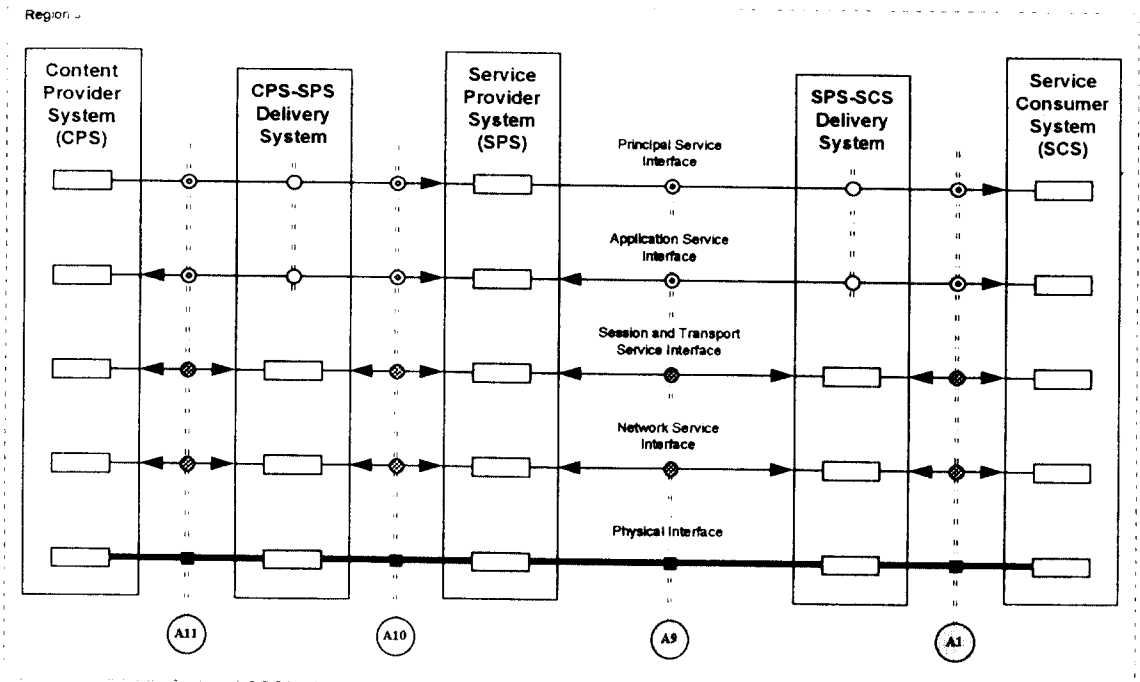 Region
Content
Provider
System
(CPS)
CPS-SPS
Delivery
System
Service
Provider
System
(SPS)
SPS-SCS
Delivery
System
Service
Consumer
System
(SCS)
Principal Service
Interface
Application Service
Interface
Session and Transport
Service Interface
Network Service
Interface
Physical Interface
A11
A10
A9
A1